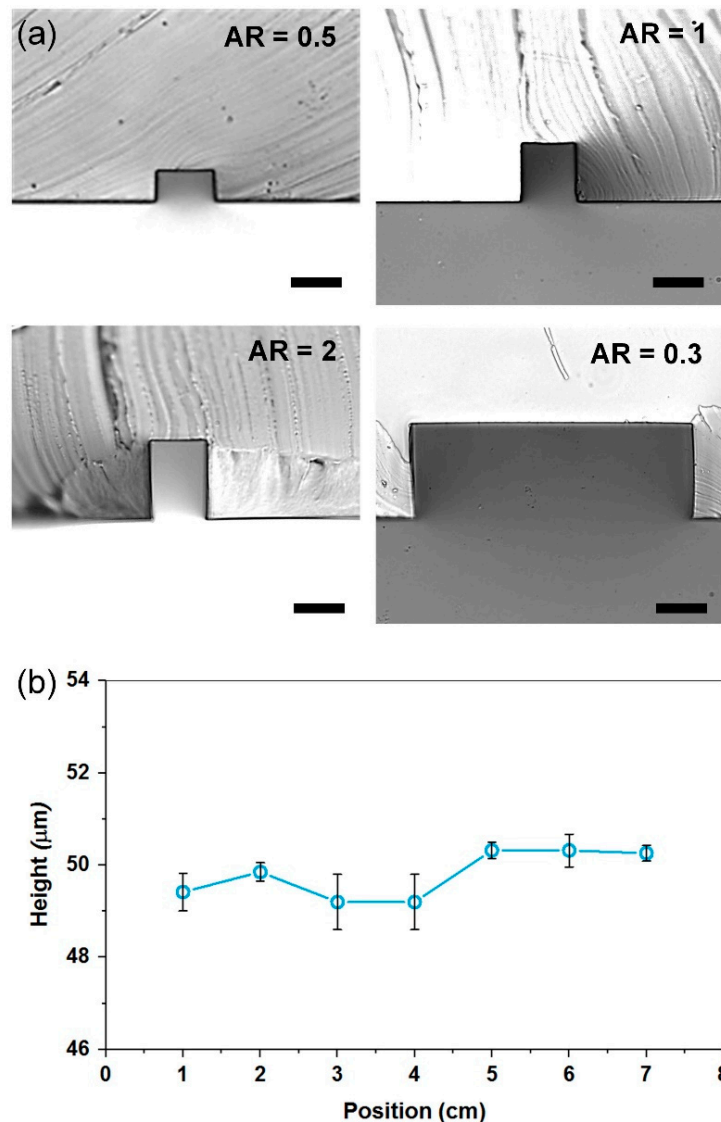 (a)
AR = 0.5
AR = 1
AR = 2
AR = 0.3
(b)
54
52
50
48
46
Height (μm)
0 1 2 3 4 5 6 7 8
Position (cm)